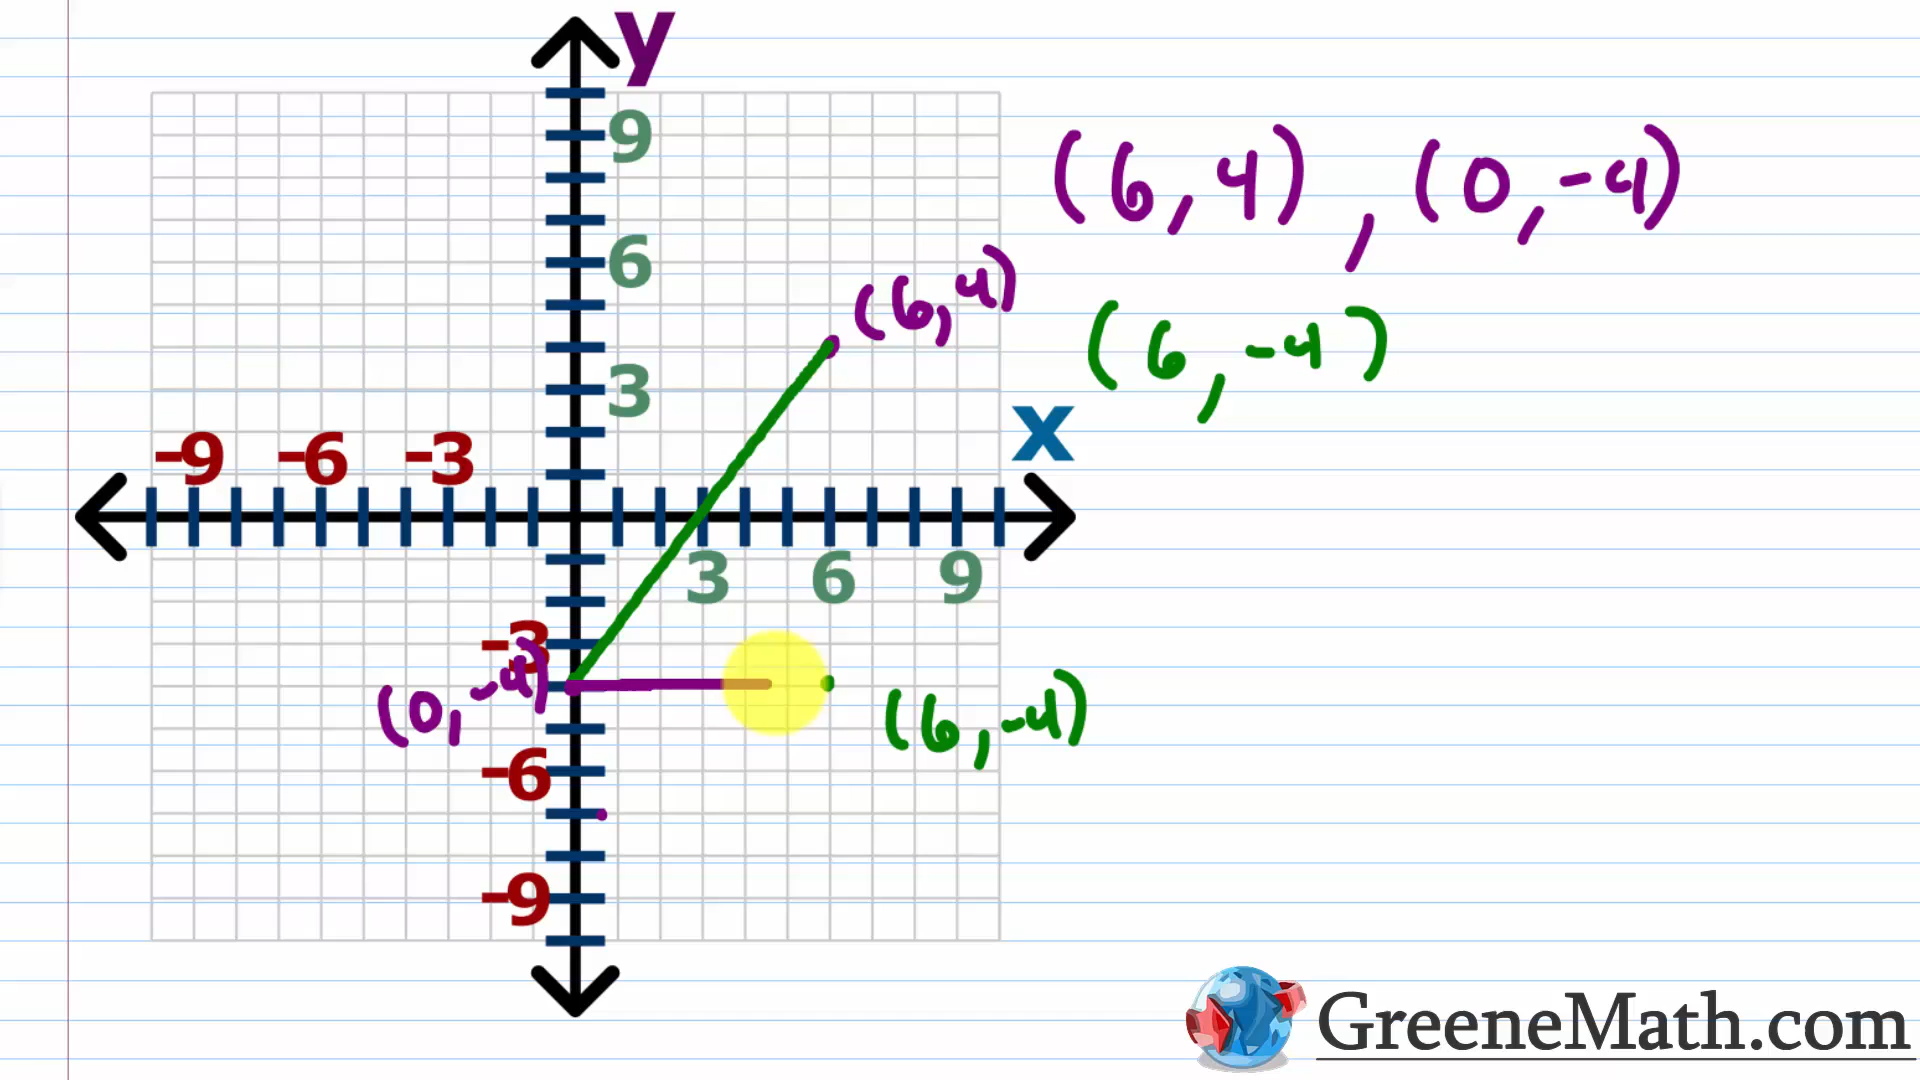 y
9
(6, 4) , (0, -4)
6
(6, 4)
(6, -4)
3
x
-9 -6 -3
3 6 9
-3
(0, -4)
(6, -4)
-6
-9
GreeneMath.com